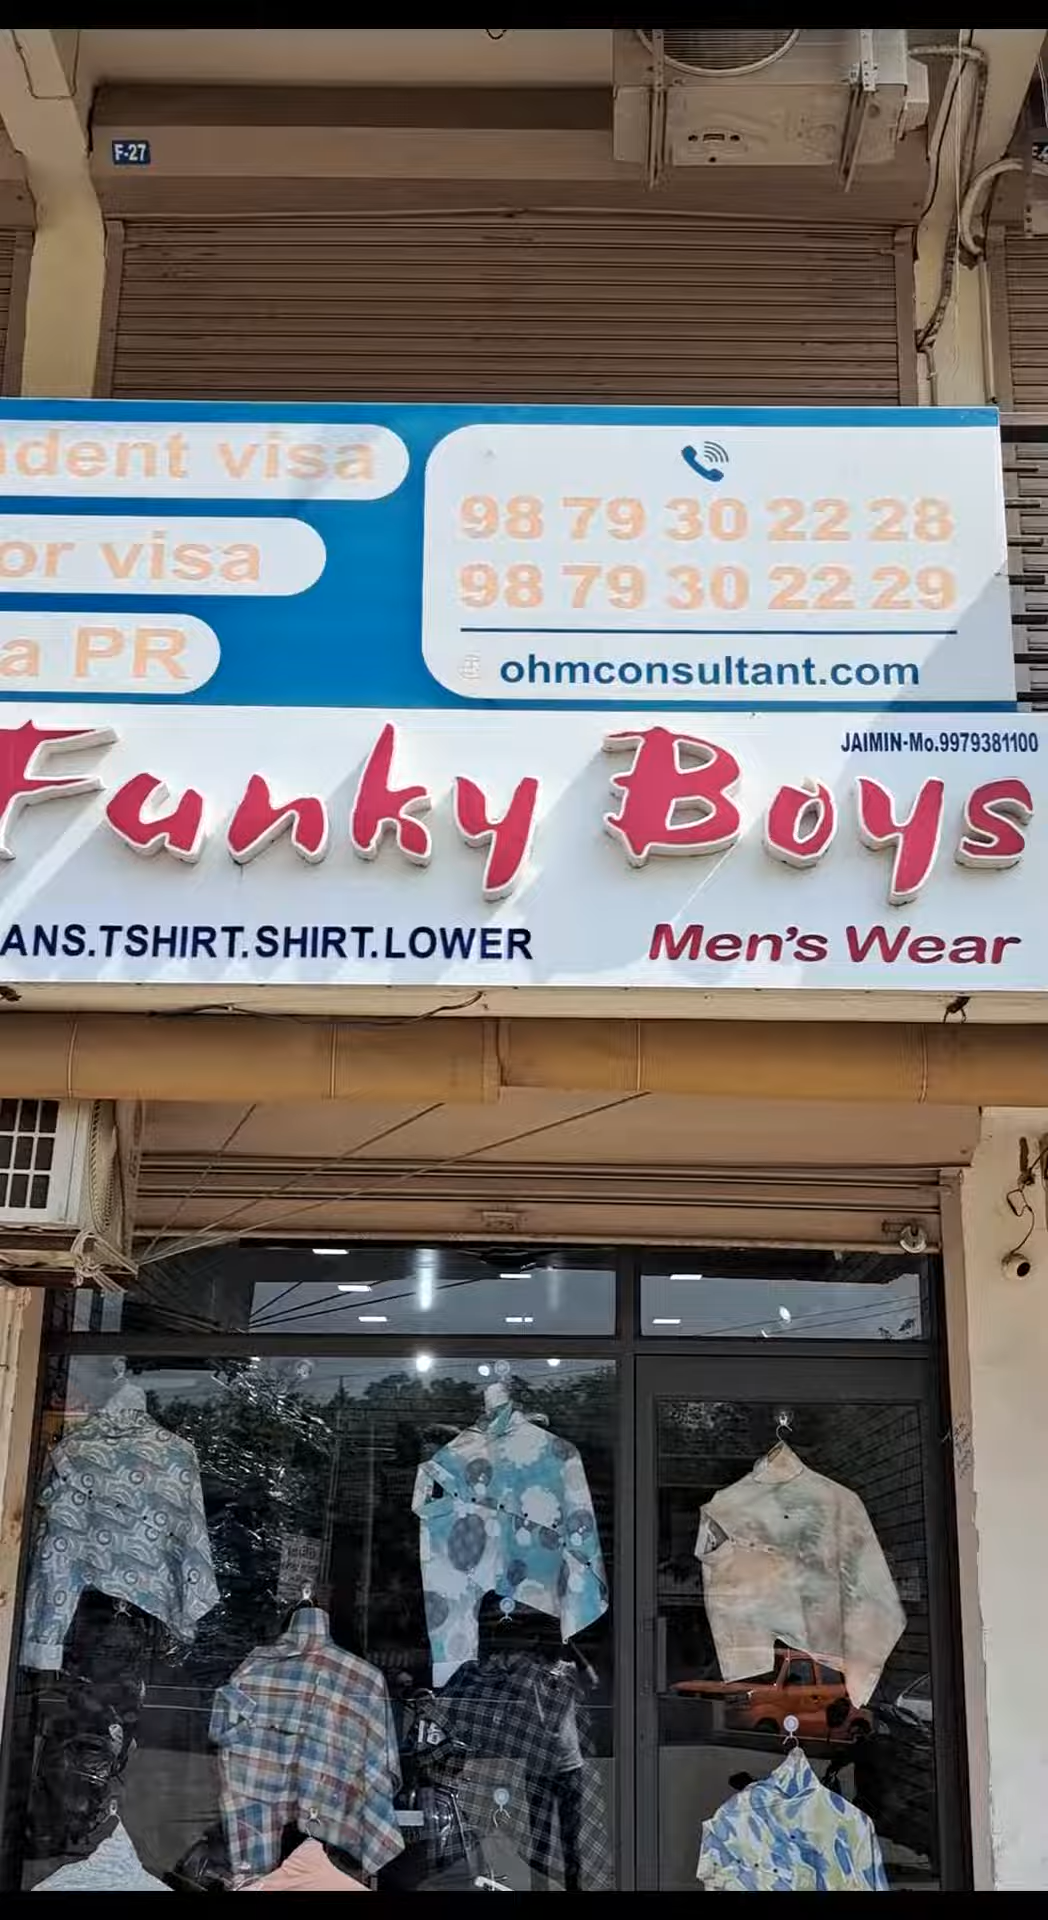 F-27
dent visa
or visa
a PR
98 79 30 22 28
98 79 30 22 29
ohmconsultant.com
JAIMIN-Mo.9979381100
Funky Boys
ANS.TSHIRT.SHIRT.LOWER
Men's Wear